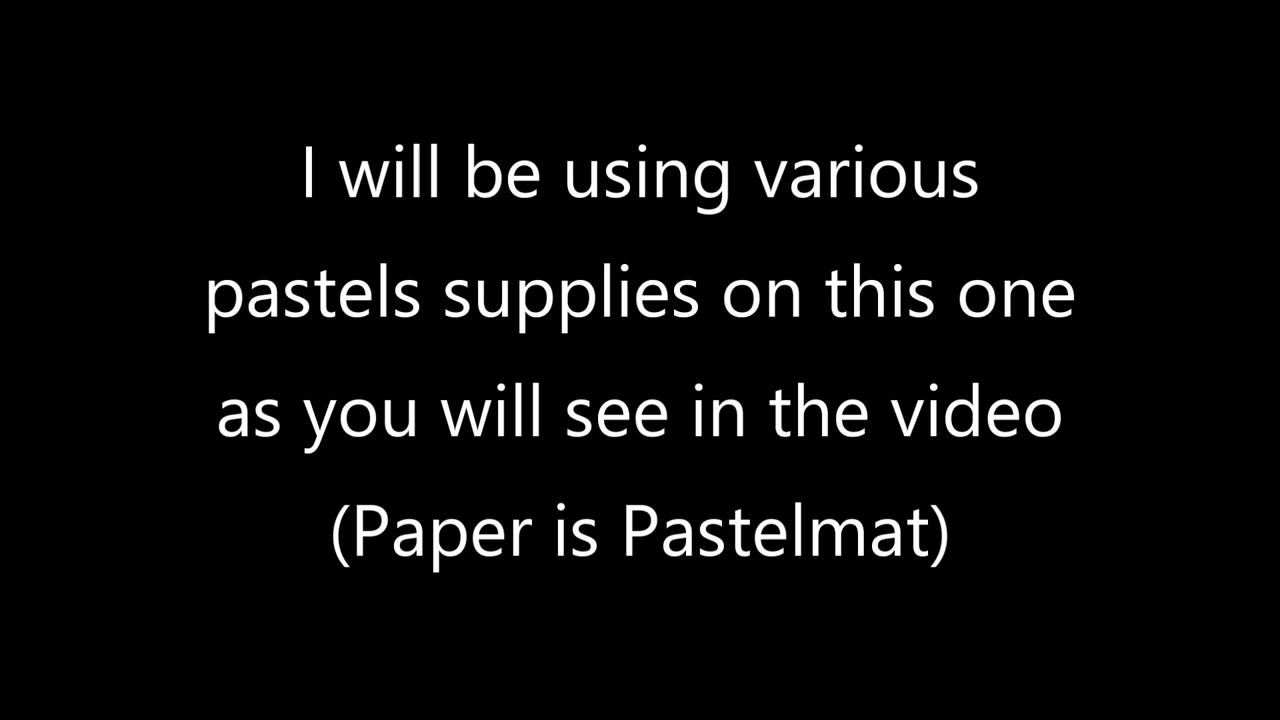 I will be using various
pastels supplies on this one
as you will see in the video
(Paper is Pastelmat)